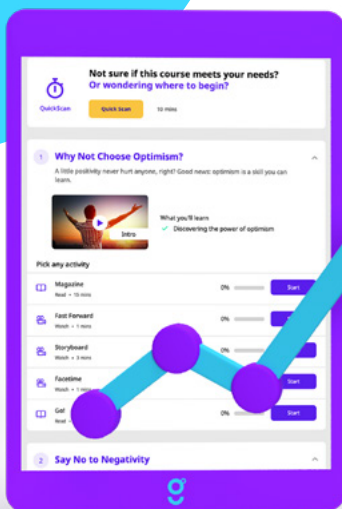 Not sure if this course meets your needs?
Or wondering where to begin?
QuickScan
Quick Scan
10 mins
1
Why Not Choose Optimism?
A little positivity never hurt anyone, right? Good news: optimism is a skill you can
learn.
Intro
What you'll learn
Discovering the power of optimism
Pick any activity
Magazine
Read • 15 mins
0%
Start
Fast Forward
Watch • 1 mins
0%
Storyboard
Watch • 3 mins
0%
Facetime
Watch • 1 mins
Start
Read
0%
Start
2
Say No to Negativity
g